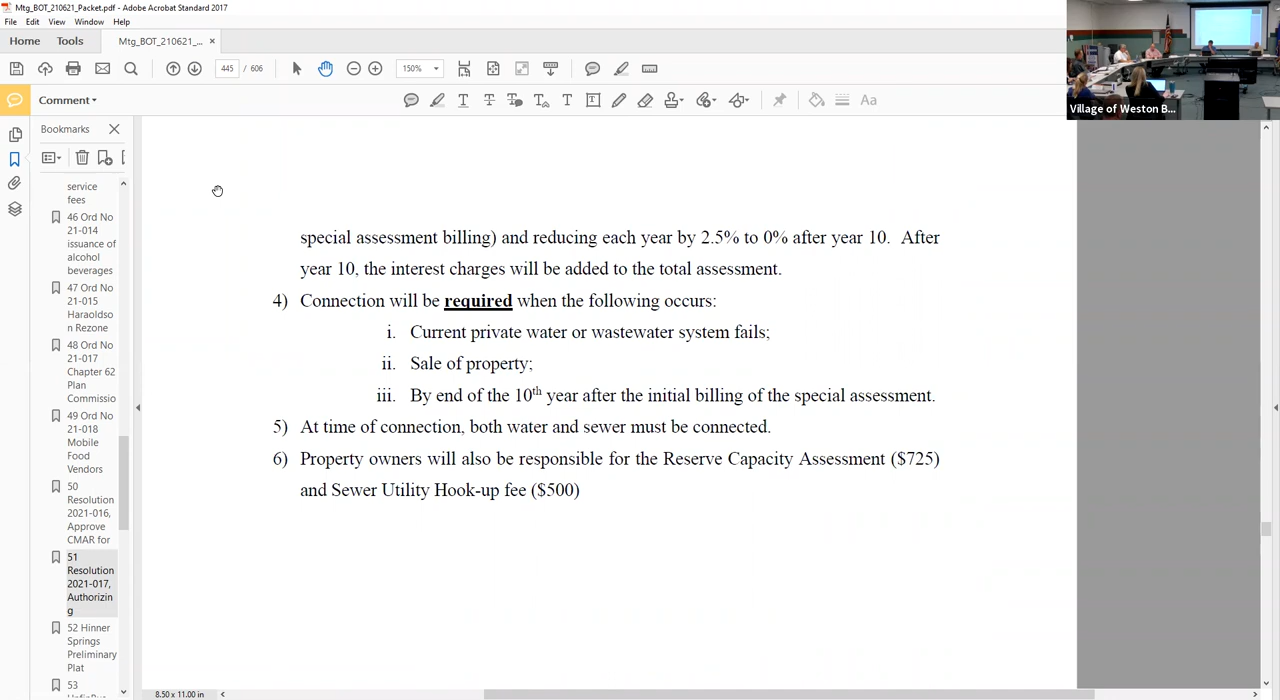 Mtg_BOT_210621_Packet.pdf - Adobe Acrobat Standard 2017
File Edit View Window Help
Home Tools Mtg_BOT_210621_... ×
445 / 606 150%
Comment
Bookmarks
service
fees
46 Ord No
21-014
issuance of
alcohol
beverages
47 Ord No
21-015
Haraoldso
n Rezone
48 Ord No
21-017
Chapter 62
Plan
Commissio
49 Ord No
21-018
Mobile
Food
Vendors
50
Resolution
2021-016,
Approve
CMAR for
51
Resolution
2021-017,
Authorizin
g
52 Hinner
Springs
Preliminary
Plat
53
special assessment billing) and reducing each year by 2.5% to 0% after year 10. After
year 10, the interest charges will be added to the total assessment.
4) Connection will be required when the following occurs:
i. Current private water or wastewater system fails;
ii. Sale of property;
iii. By end of the 10th year after the initial billing of the special assessment.
5) At time of connection, both water and sewer must be connected.
6) Property owners will also be responsible for the Reserve Capacity Assessment ($725)
and Sewer Utility Hook-up fee ($500)
8.50 x 11.00 in
Village of Weston B...